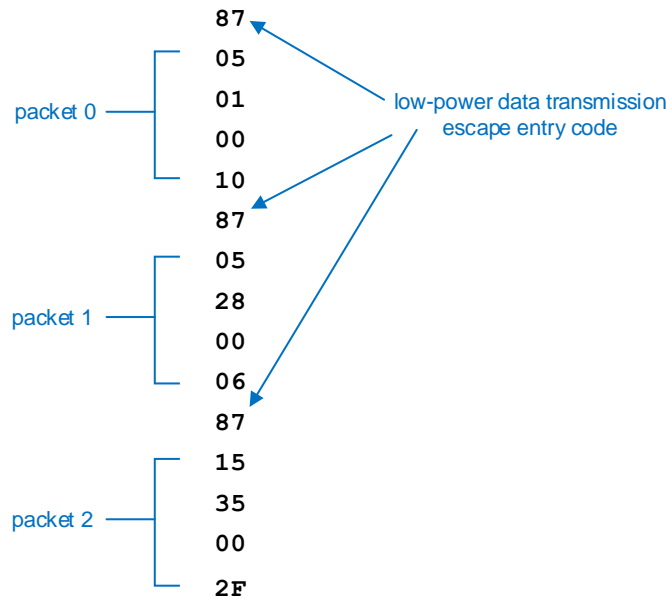 87
05
01
00
10
87
05
28
00
06
87
15
35
00
2F
packet 0
packet 1
packet 2
low-power data transmission
escape entry code